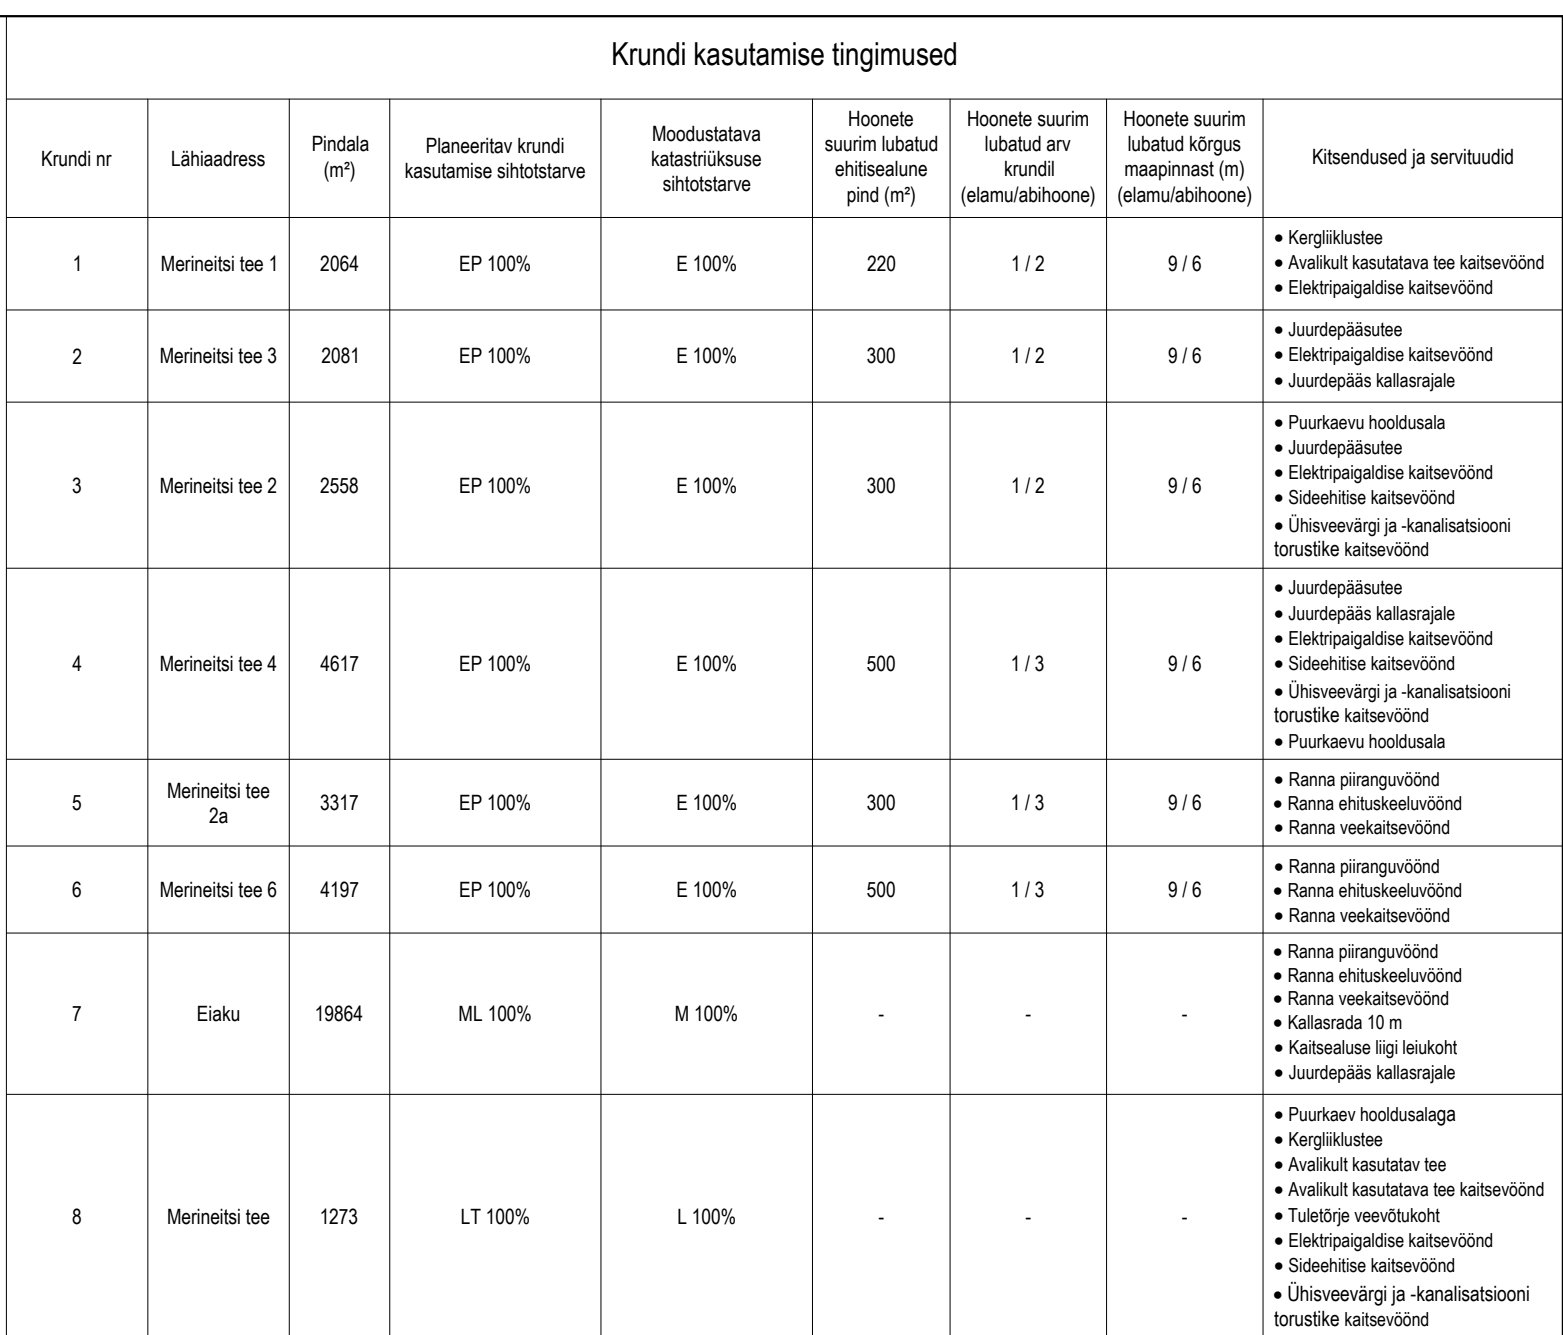 Krundi kasutamise tingimused
Krundi nr
Lähiaadress
Pindala
(m²)
Planeeritav krundi
kasutamise sihtotstarve
Moodustatava
katastriüksuse
sihtotstarve
Hoonete
suurim lubatud
ehitisealune
pind (m²)
Hoonete suurim
lubatud arv
krundil
(elamu/abihoone)
Hoonete suurim
lubatud kõrgus
maapinnast (m)
(elamu/abihoone)
Kitsendused ja servituudid
1
Merineitsi tee 1
2064
EP 100%
E 100%
220
1 / 2
9 / 6
• Kergliiklustee
• Avalikult kasutatava tee kaitsevöönd
• Elektripaigaldise kaitsevöönd
2
Merineitsi tee 3
2081
EP 100%
E 100%
300
1 / 2
9 / 6
• Juurdepääsutee
• Elektripaigaldise kaitsevöönd
• Juurdepääs kallasrajale
3
Merineitsi tee 2
2558
EP 100%
E 100%
300
1 / 2
9 / 6
• Puurkaevu hooldusala
• Juurdepääsutee
• Elektripaigaldise kaitsevöönd
• Sideehitise kaitsevöönd
• Ühisveevärgi ja -kanalisatsiooni
torustike kaitsevöönd
4
Merineitsi tee 4
4617
EP 100%
E 100%
500
1 / 3
9 / 6
• Juurdepääsutee
• Juurdepääs kallasrajale
• Elektripaigaldise kaitsevöönd
• Sideehitise kaitsevöönd
• Ühisveevärgi ja -kanalisatsiooni
torustike kaitsevöönd
• Puurkaevu hooldusala
5
Merineitsi tee
2a
3317
EP 100%
E 100%
300
1 / 3
9 / 6
• Ranna piiranguvöönd
• Ranna ehituskeeluvöönd
• Ranna veekaitsevöönd
6
Merineitsi tee 6
4197
EP 100%
E 100%
500
1 / 3
9 / 6
• Ranna piiranguvöönd
• Ranna ehituskeeluvöönd
• Ranna veekaitsevöönd
7
Eiaku
19864
ML 100%
M 100%
-
-
-
• Ranna piiranguvöönd
• Ranna ehituskeeluvöönd
• Ranna veekaitsevöönd
• Kallasrada 10 m
• Kaitsealuse liigi leiukoht
• Juurdepääs kallasrajale
8
Merineitsi tee
1273
LT 100%
L 100%
-
-
-
• Puurkaev hooldusalaga
• Kergliiklustee
• Avalikult kasutatav tee
• Avalikult kasutatava tee kaitsevöönd
• Tuletõrje veevõtukoht
• Elektripaigaldise kaitsevöönd
• Sideehitise kaitsevöönd
• Ühisveevärgi ja -kanalisatsiooni
torustike kaitsevöönd